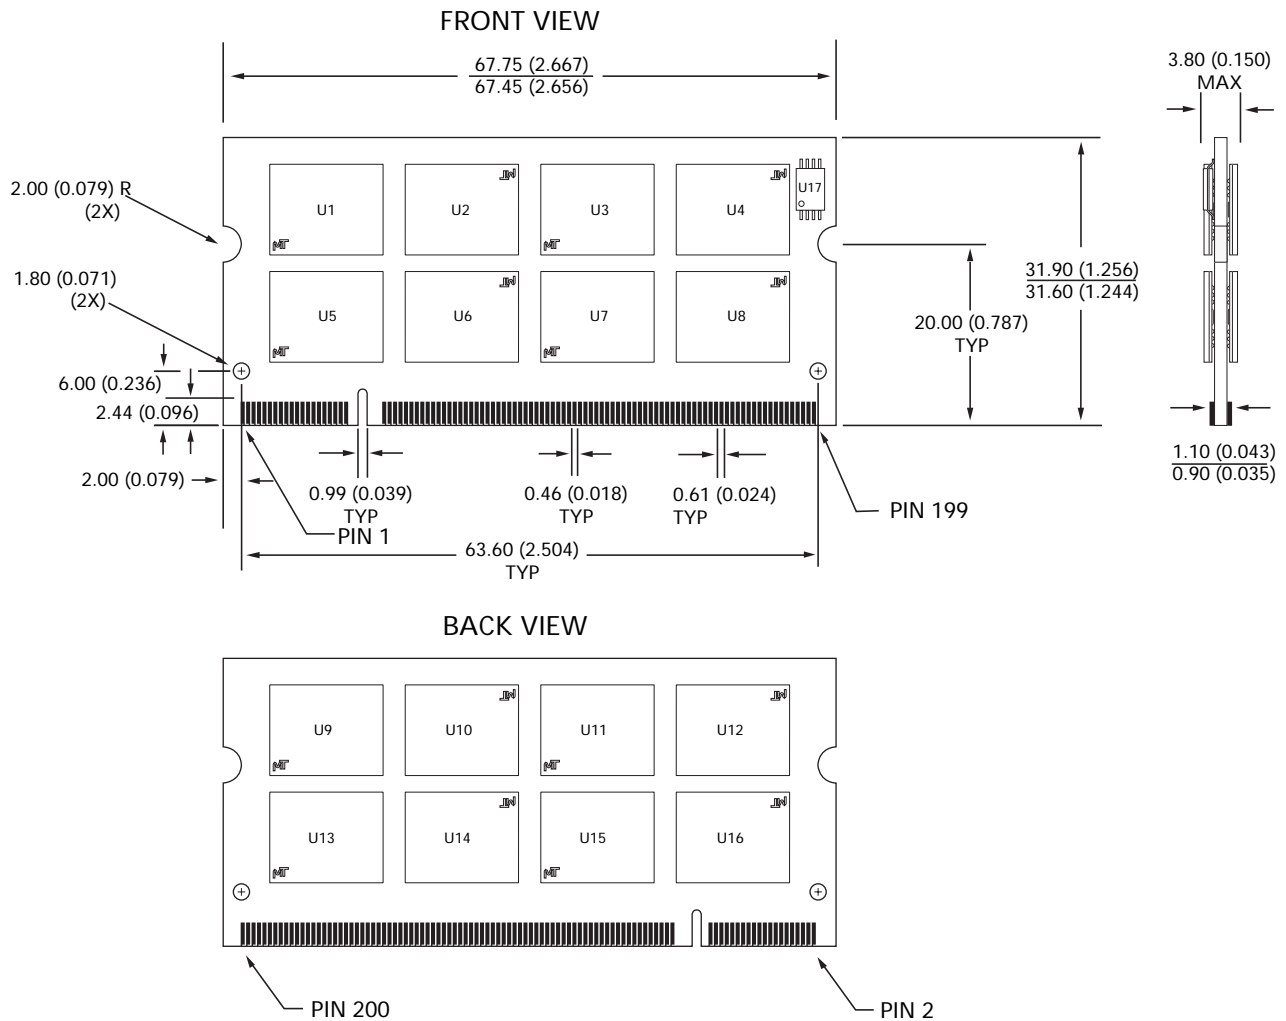 FRONT VIEW
67.75 (2.667)
67.45 (2.656)
3.80 (0.150)
MAX
2.00 (0.079) R
(2X)
U1
U2
U3
U4
U17
1.80 (0.071)
(2X)
31.90 (1.256)
31.60 (1.244)
20.00 (0.787)
TYP
U5
U6
U7
U8
6.00 (0.236)
2.44 (0.096)
2.00 (0.079)
0.99 (0.039)
TYP
0.46 (0.018)
TYP
0.61 (0.024)
TYP
1.10 (0.043)
0.90 (0.035)
PIN 199
PIN 1
63.60 (2.504)
TYP
BACK VIEW
U9
U10
U11
U12
U13
U14
U15
U16
PIN 200
PIN 2